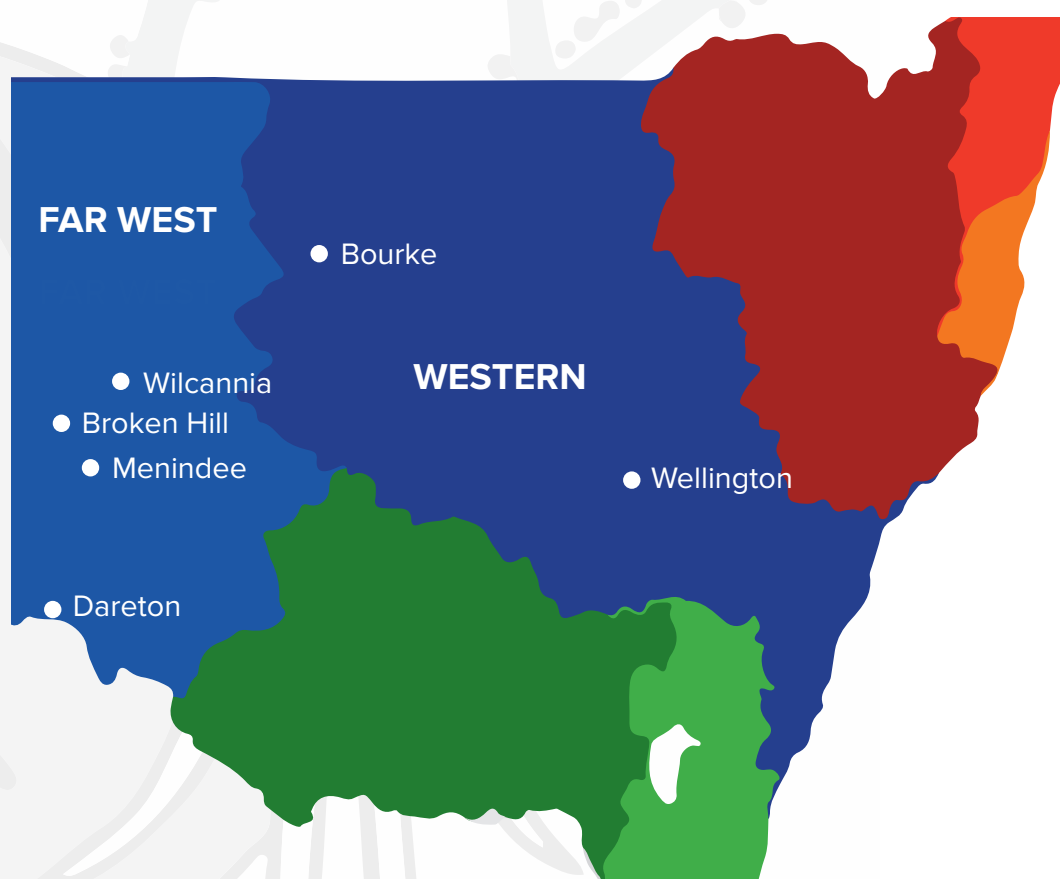 FAR WEST
Bourke
WESTERN
Wilcannia
Broken Hill
Menindee
Wellington
Dareton